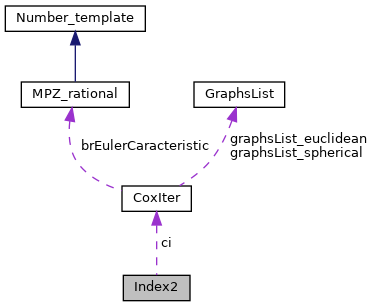 Number_template
MPZ_rational
GraphsList
brEulerCaracteristic
graphsList_euclidean
graphsList_spherical
CoxIter
ci
Index2